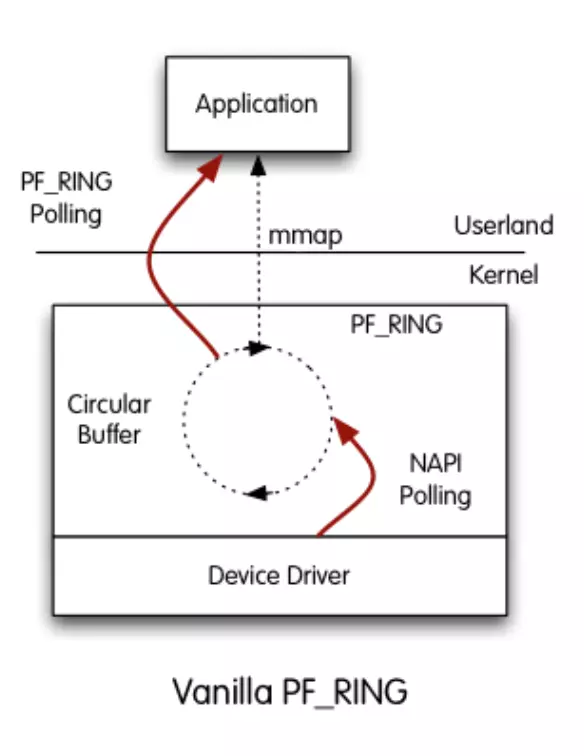 Application
PF_RING
Polling
mmap
Userland
Kernel
PF_RING
Circular
Buffer
NAPI
Polling
Device Driver
Vanilla PF_RING